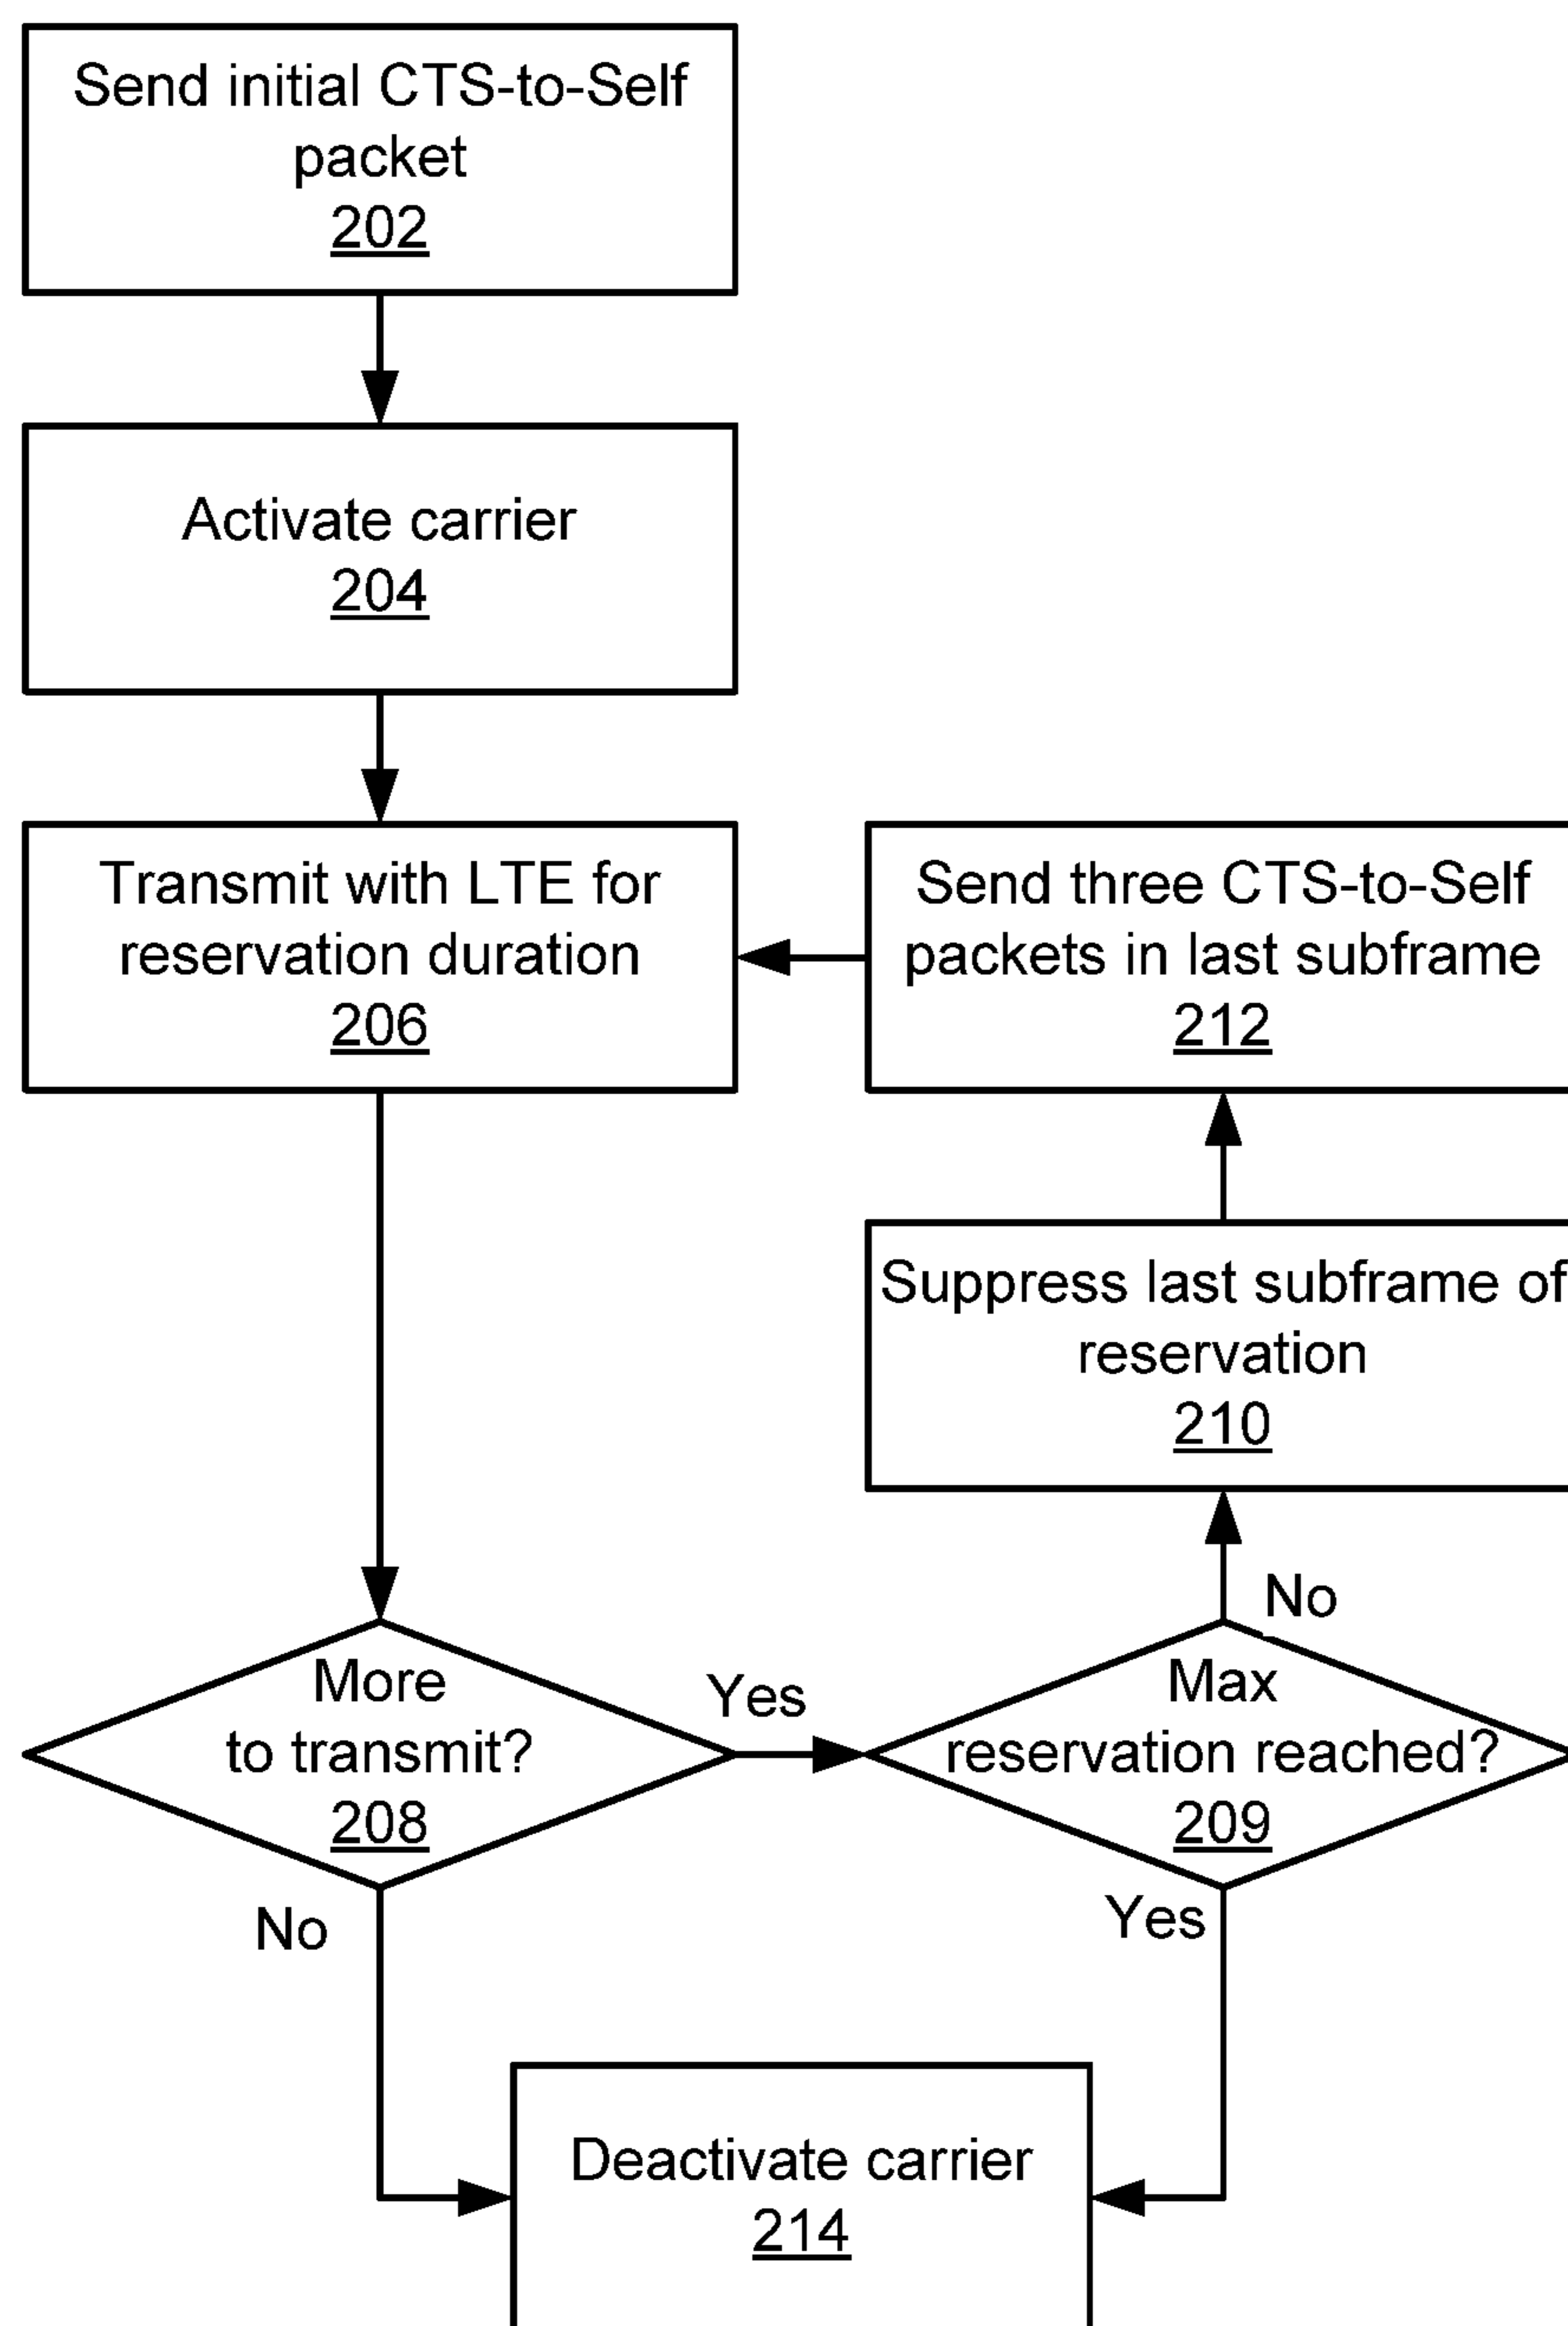 Send initial CTS-to-Self
packet
202
Activate carrier
204
Transmit with LTE for
reservation duration
206
Send three CTS-to-Self
packets in last subframe
212
Suppress last subframe of
reservation
210
No
More
to transmit?
208
Yes
Max
reservation reached?
209
No
Yes
Deactivate carrier
214